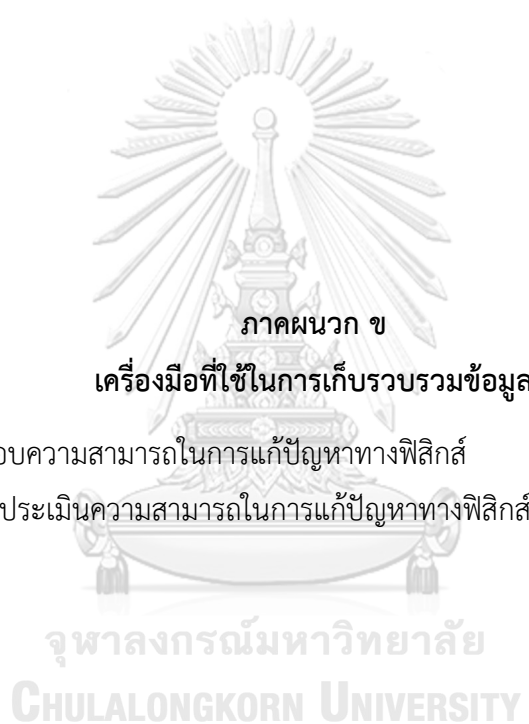 ภาคผนวก ข
เครื่องมือที่ใช้ในการเก็บรวบรวมข้อมูล
อบความสามารถในการแก้ปัญหาทางฟิสิกส์
ประเมินความสามารถในการแก้ปัญหาทางฟิสิกส์
จุฬาลงกรณ์มหาวิทยาลัย
CHULALONGKORN UNIVERSITY